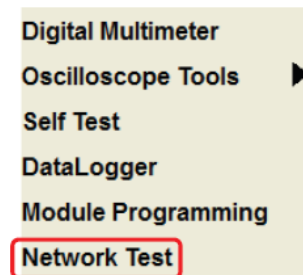 Digital Multimeter
Oscilloscope Tools
Self Test
DataLogger
Module Programming
Network Test